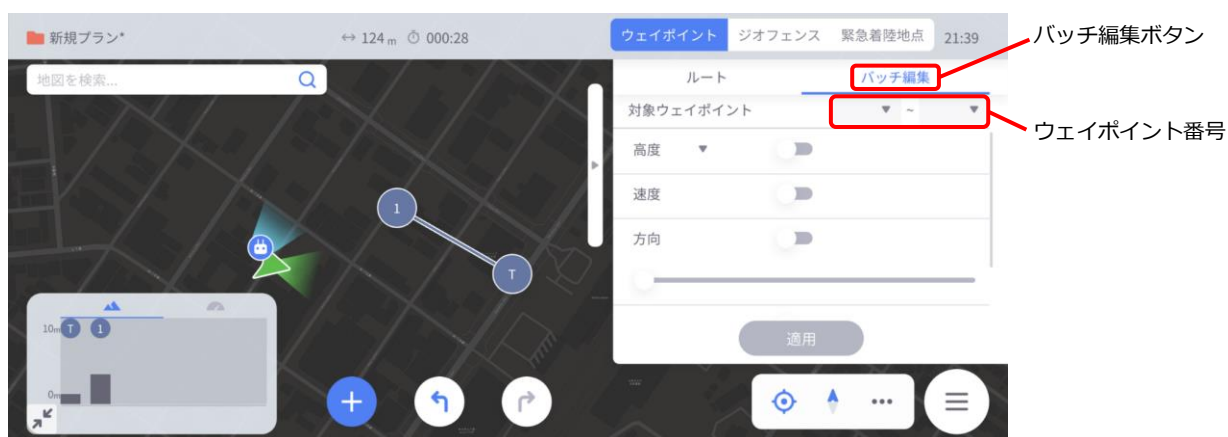 新規プラン*
↔ 124 m 000:28
ウェイポイント ジオフェンス 緊急着陸地点 21:39
バッチ編集ボタン
地図を検索...
ルート バッチ編集
対象ウェイポイント ▼ ~ ▼
ウェイポイント番号
高度 ▼
速度
方向
1
T
10m T 1
0m
適用